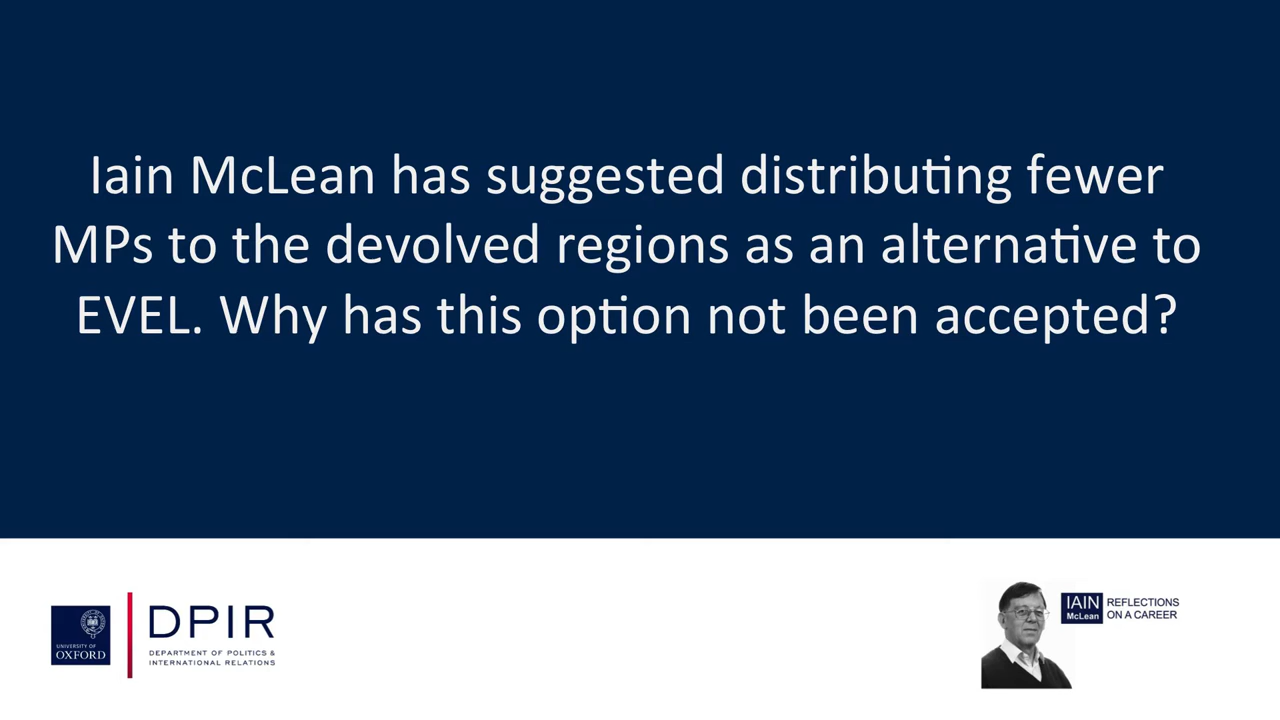 Iain McLean has suggested distributing fewer
MPs to the devolved regions as an alternative to
EVEL. Why has this option not been accepted?
UNIVERSITY OF
OXFORD
DPIR
DEPARTMENT OF POLITICS &
INTERNATIONAL RELATIONS
IAIN
McLean
REFLECTIONS
ON A CAREER